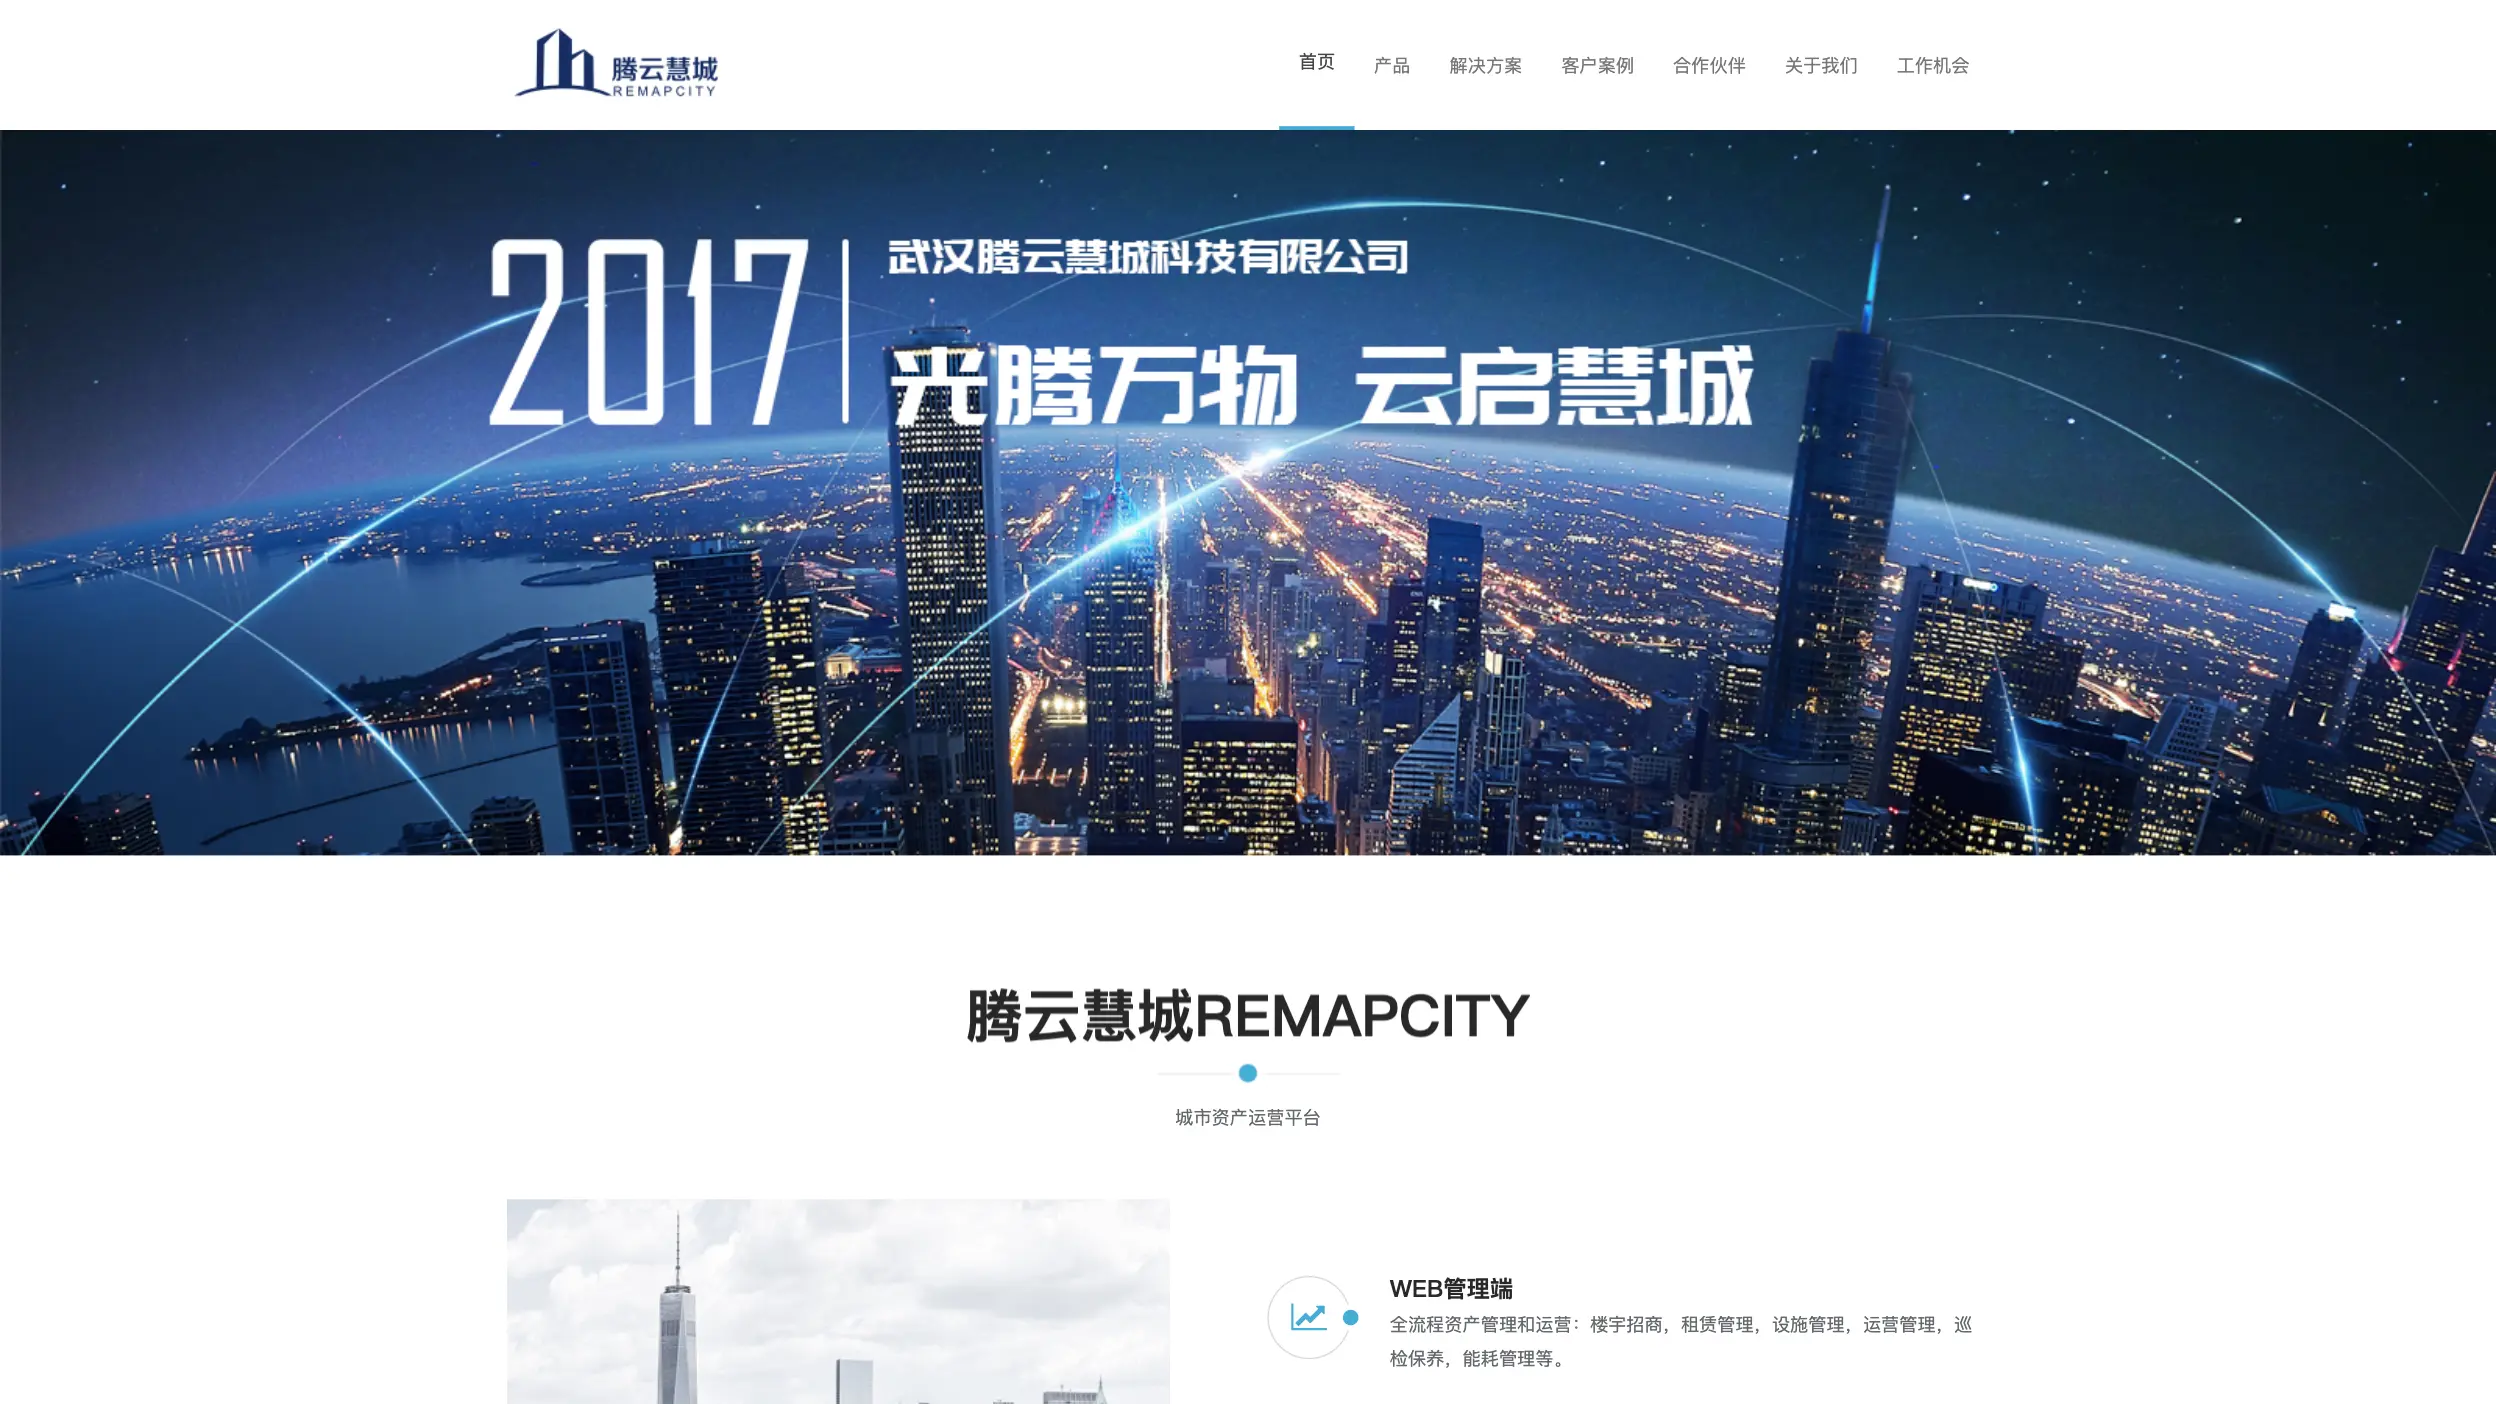 腾云慧城
REMAPCITY
首页
产品
解决方案
客户案例
合作伙伴
关于我们
工作机会
2017
武汉腾云慧城科技有限公司
光腾万物 云启慧城
腾云慧城REMAPCITY
城市资产运营平台
WEB管理端
全流程资产管理和运营：楼宇招商，租赁管理，设施管理，运营管理，巡
检保养，能耗管理等。